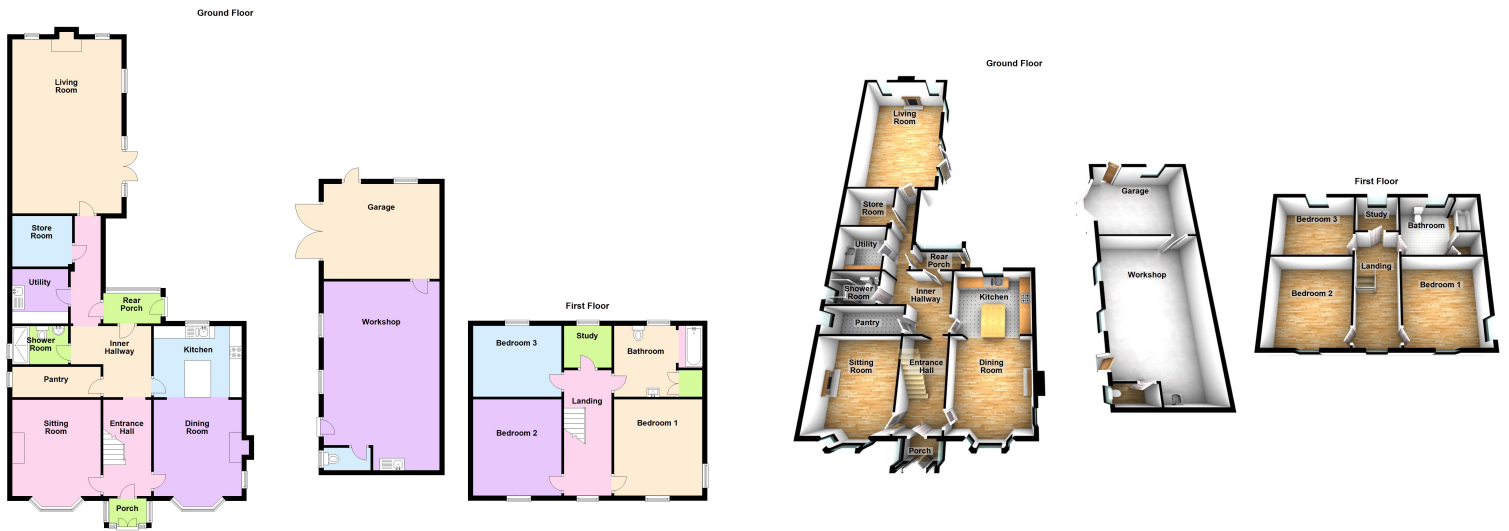 Ground Floor
Living
Room
Store
Room
Utility
Rear
Porch
Shower
Room
Inner
Hallway
Kitchen
Pantry
Sitting
Room
Entrance
Hall
Dining
Room
Porch
Garage
Workshop
First Floor
Bedroom 3
Study
Bathroom
Landing
Bedroom 2
Bedroom 1
Ground Floor
Living
Room
Store
Room
Utility
Rear
Porch
Shower
Room
Inner
Hallway
Kitchen
Pantry
Sitting
Room
Entrance
Hall
Dining
Room
Porch
Garage
Workshop
First Floor
Bedroom 3
Study
Bathroom
Landing
Bedroom 2
Bedroom 1